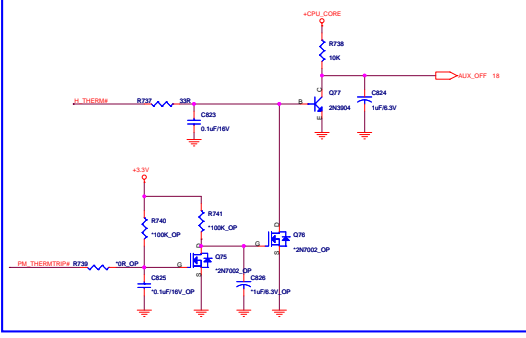 +CPU_CORE
R738
10K
C
AUX_OFF 18
Q77
C824
H_THERM#
R737
33R
B
2N3904
1uF/6.3V
C823
E
0.1uF/16V
+3.3V
R740
R741
*100K_OP
*100K_OP
D
Q76
D
G
S
*2N7002_OP
Q75
PM_THERMTRIP#
R739
*0R_OP
G
*2N7002_OP
S
C825
C826
*0.1uF/16V_OP
*1uF/6.3V_OP